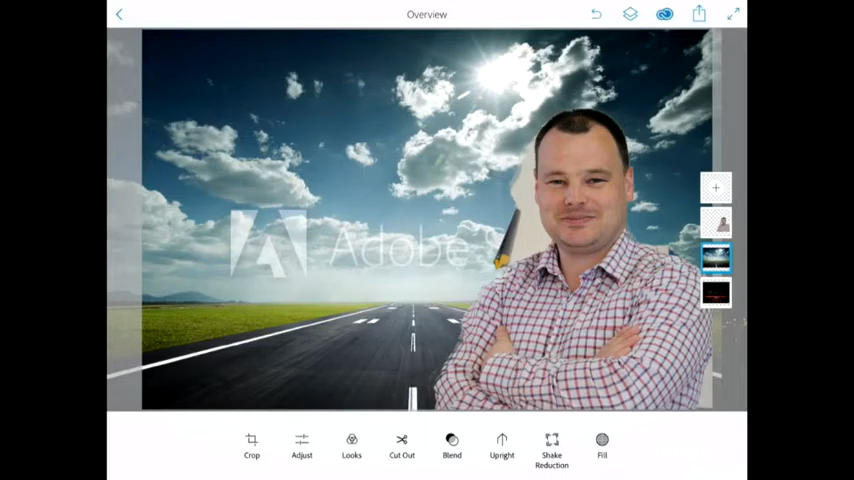 Overview
Adobe S
Crop
Adjust
Looks
Cut Out
Blend
Upright
Shake
Reduction
Fill